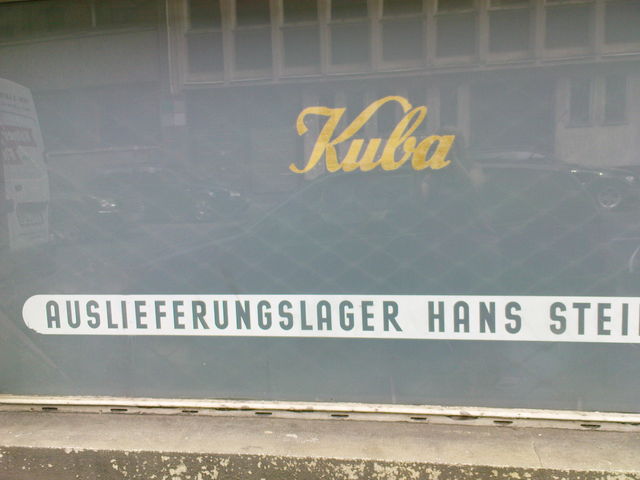 Kuba
AUSLIEFERUNGSLAGER HANS STEI